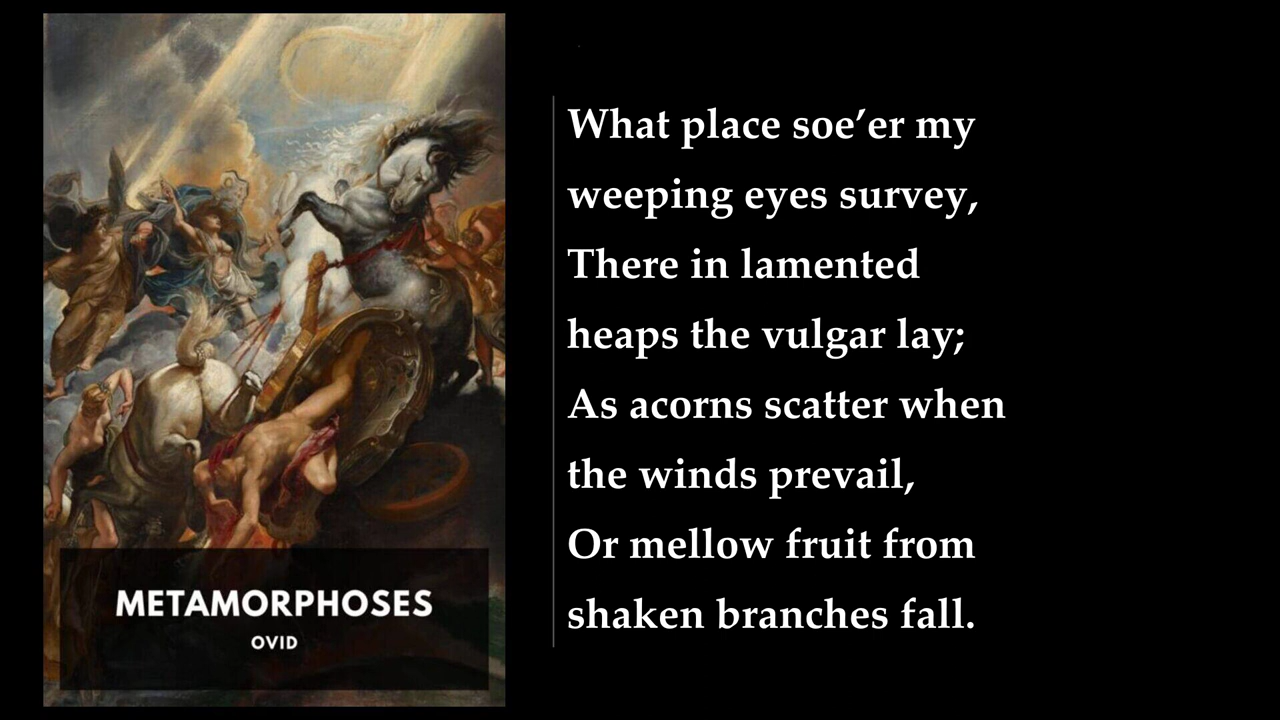 METAMORPHOSES
OVID
What place soe’er my
weeping eyes survey,
There in lamented
heaps the vulgar lay;
As acorns scatter when
the winds prevail,
Or mellow fruit from
shaken branches fall.